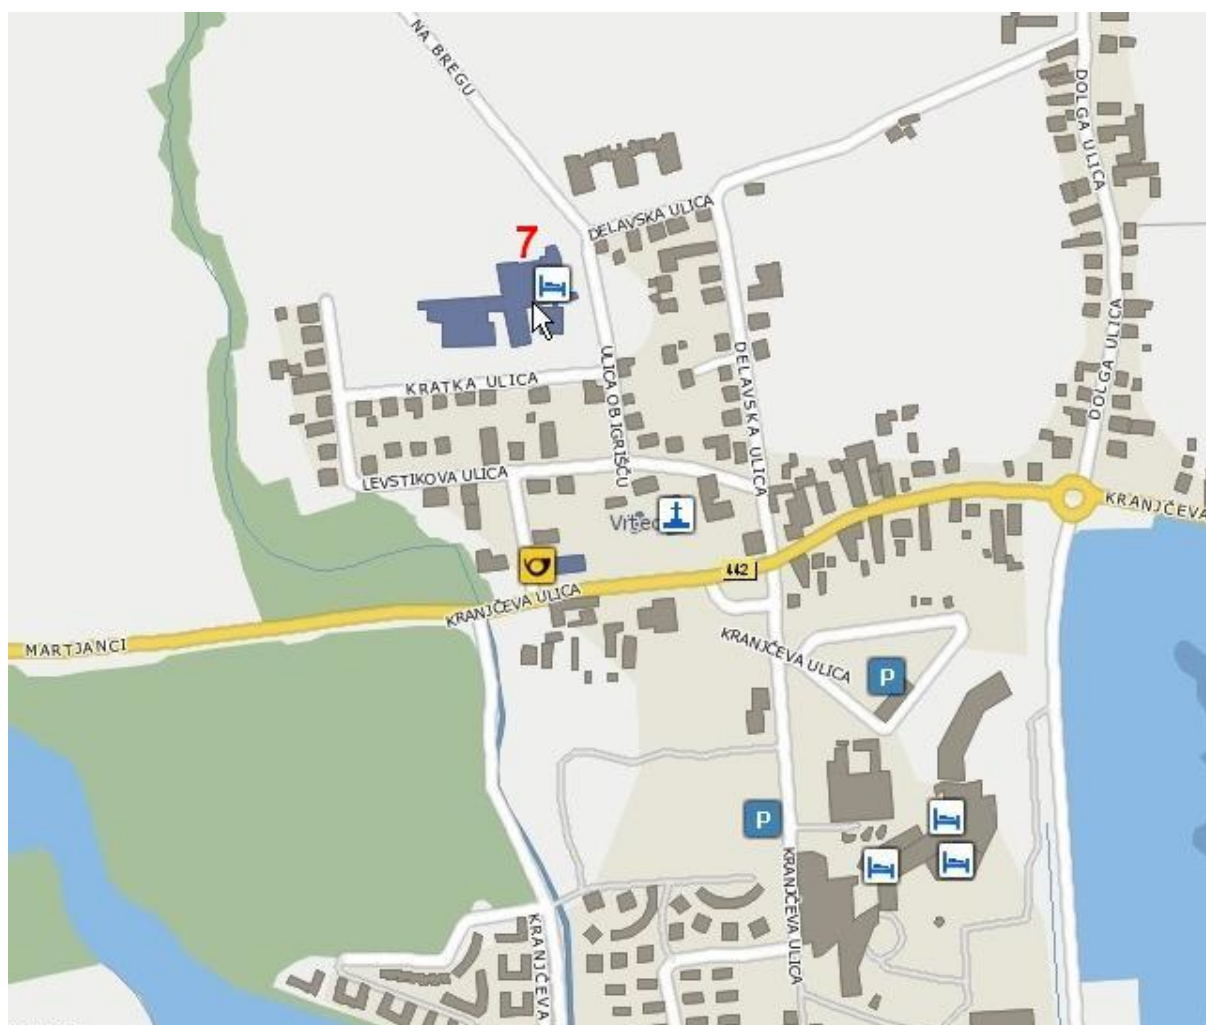 NA BREGU
DOLGA ULICA
DELAVSKA ULICA
7
DOLGA ULICA
ULICA OB IGRIŠČU
DELAVSKA ULICA
KRATKA ULICA
LEVSTIKOVA ULICA
KRANJČEVA
442
KRANJČEVA ULICA
MARTJANCI
KRANJČEVA ULICA
P
P
KRANJČEVA ULICA
KRANJČEVA